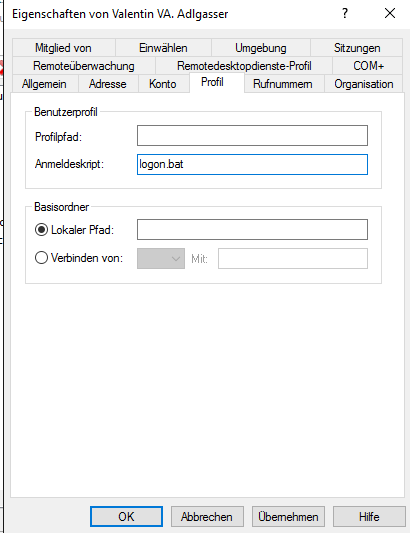 Eigenschaften von Valentin VA. Adlgasser ?
Mitglied von Einwählen Umgebung Sitzungen
Remoteüberwachung Remotedesktopdienste-Profil COM+
Allgemein Adresse Konto Profil Rufnummern Organisation
Benutzerprofil
Profilpfad:
Anmeldeskript: logon.bat
Basisordner
Lokaler Pfad:
Verbinden von: Mit:
OK Abbrechen Übernehmen Hilfe